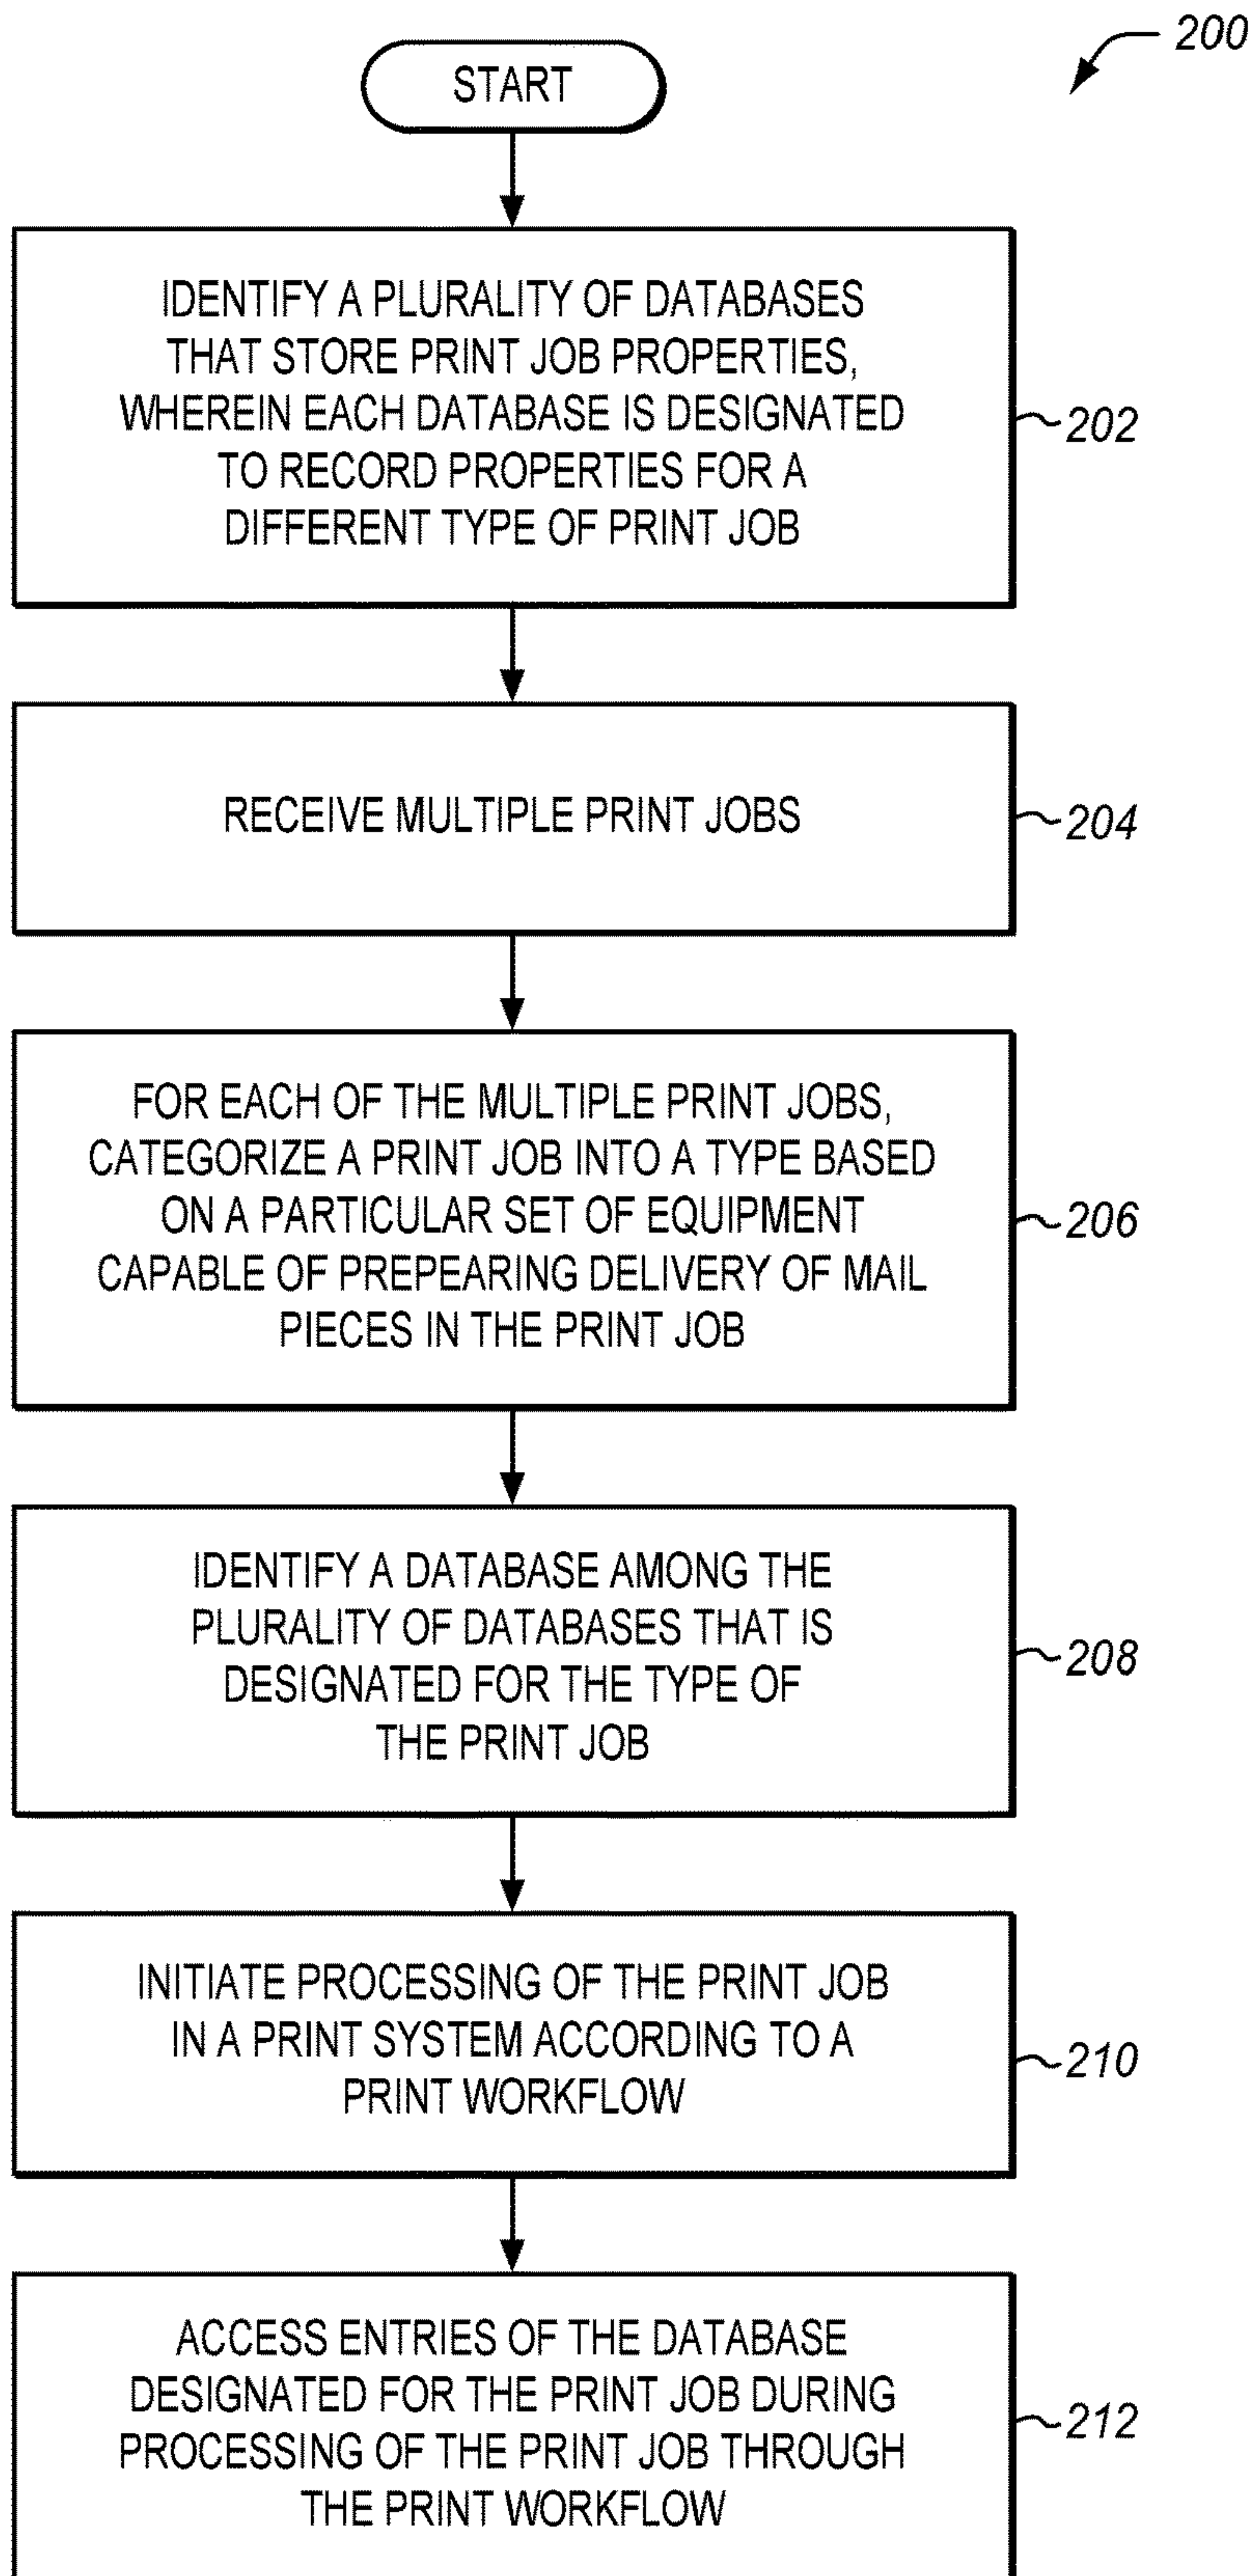 200
START
IDENTIFY A PLURALITY OF DATABASES
THAT STORE PRINT JOB PROPERTIES,
WHEREIN EACH DATABASE IS DESIGNATED
TO RECORD PROPERTIES FOR A
DIFFERENT TYPE OF PRINT JOB
202
RECEIVE MULTIPLE PRINT JOBS
204
FOR EACH OF THE MULTIPLE PRINT JOBS,
CATEGORIZE A PRINT JOB INTO A TYPE BASED
ON A PARTICULAR SET OF EQUIPMENT
CAPABLE OF PREPEARING DELIVERY OF MAIL
PIECES IN THE PRINT JOB
206
IDENTIFY A DATABASE AMONG THE
PLURALITY OF DATABASES THAT IS
DESIGNATED FOR THE TYPE OF
THE PRINT JOB
208
INITIATE PROCESSING OF THE PRINT JOB
IN A PRINT SYSTEM ACCORDING TO A
PRINT WORKFLOW
210
ACCESS ENTRIES OF THE DATABASE
DESIGNATED FOR THE PRINT JOB DURING
PROCESSING OF THE PRINT JOB THROUGH
THE PRINT WORKFLOW
212